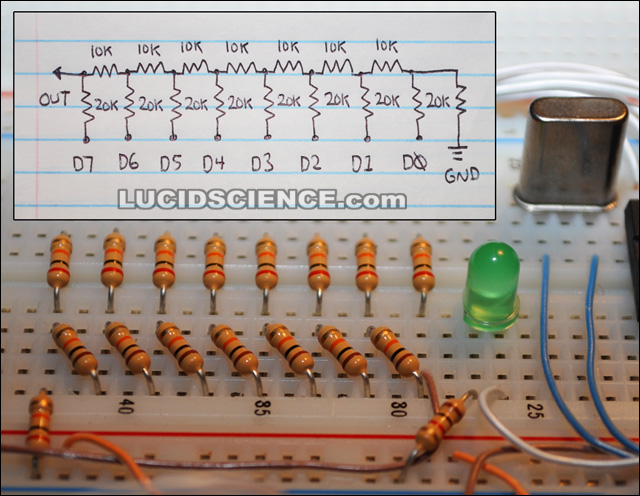 10K 10K 10K 10K 10K 10K 10K
OUT 20K 20K 20K 20K 20K 20K 20K 20K
D7 D6 D5 D4 D3 D2 D1 D0 GND
LUCIDSCIENCE.com
40 35 30 25